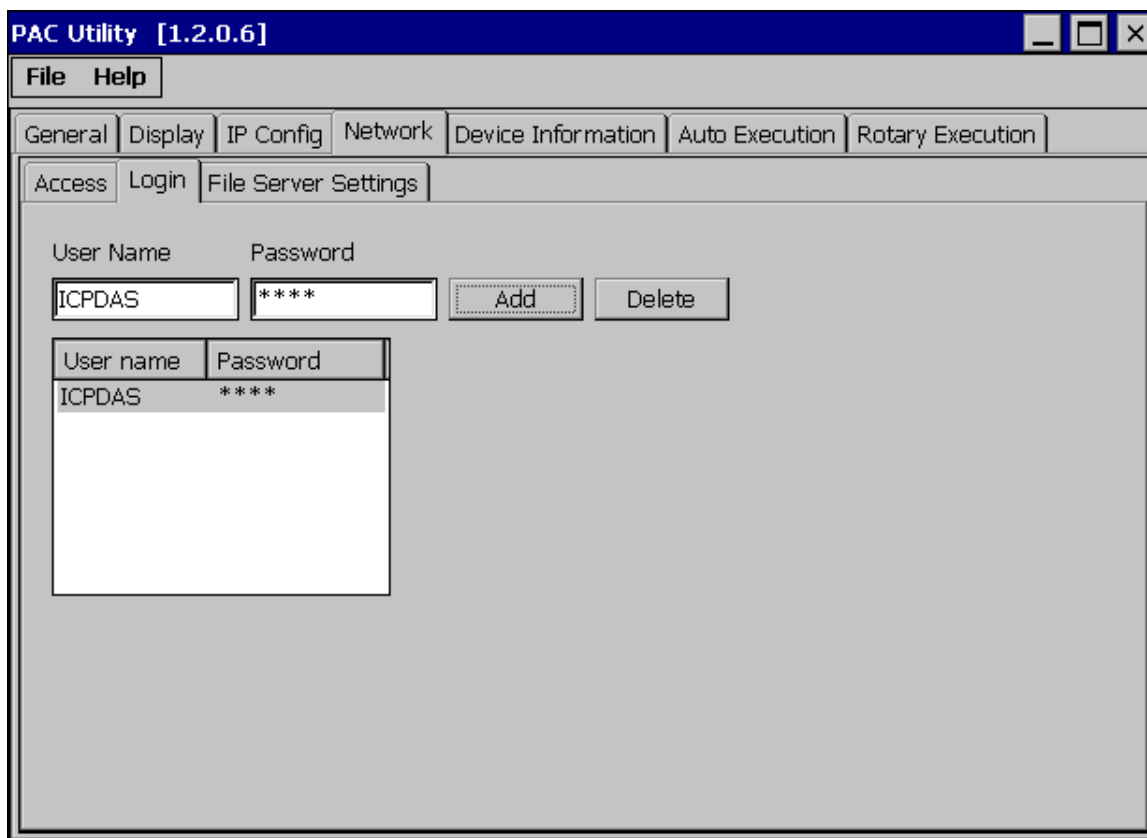 PAC Utility [1.2.0.6]
File Help
General Display IP Config Network Device Information Auto Execution Rotary Execution
Access Login File Server Settings
User Name Password
ICPDAS **** Add Delete
User name Password
ICPDAS ****